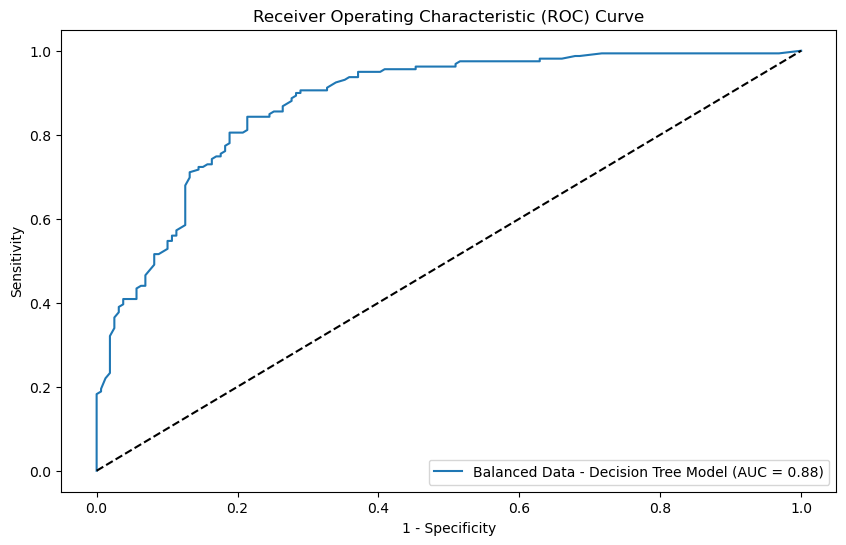 Receiver Operating Characteristic (ROC) Curve
1.0
0.8
0.6
0.4
0.2
0.0
Sensitivity
Balanced Data - Decision Tree Model (AUC = 0.88)
0.0 0.2 0.4 0.6 0.8 1.0
1 - Specificity